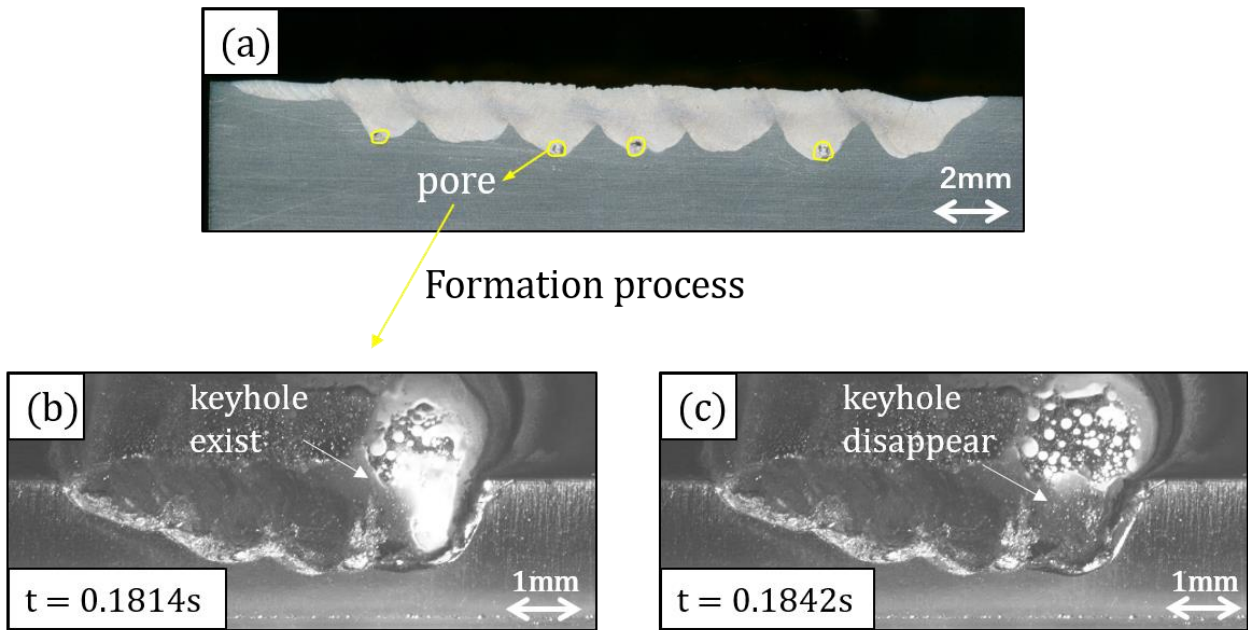 (a)
pore
2mm
Formation process
(b)
keyhole
exist
t = 0.1814s
1mm
(c)
keyhole
disappear
t = 0.1842s
1mm